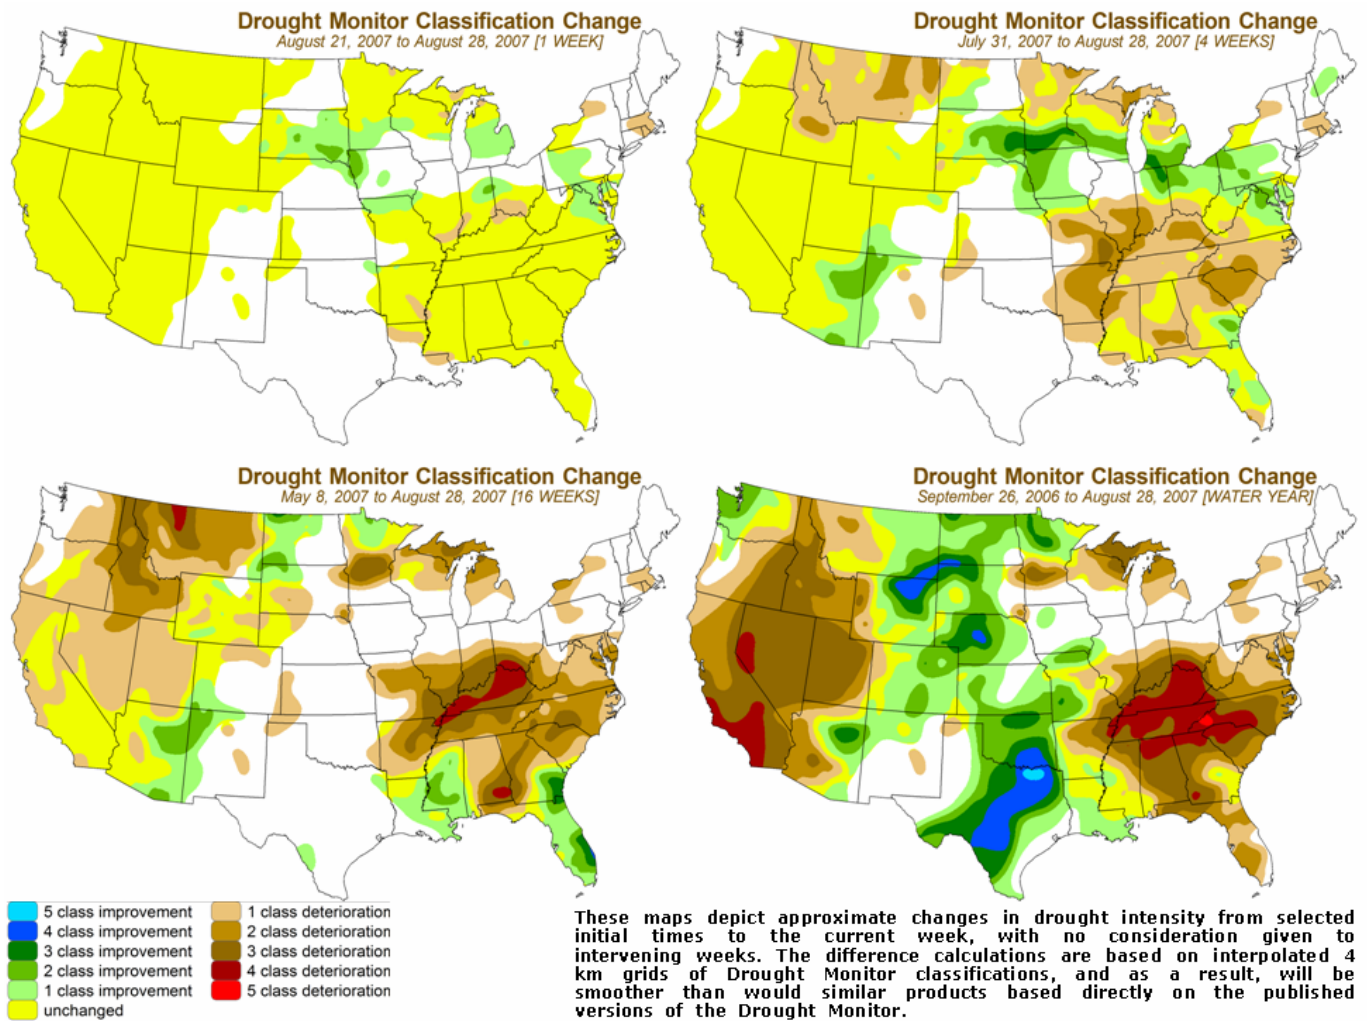 Drought Monitor Classification Change
August 21, 2007 to August 28, 2007 [1 WEEK]
Drought Monitor Classification Change
July 31, 2007 to August 28, 2007 [4 WEEKS]
Drought Monitor Classification Change
May 8, 2007 to August 28, 2007 [16 WEEKS]
Drought Monitor Classification Change
September 26, 2006 to August 28, 2007 [WATER YEAR]
5 class improvement
4 class improvement
3 class improvement
2 class improvement
1 class improvement
unchanged
1 class deterioration
2 class deterioration
3 class deterioration
4 class deterioration
5 class deterioration
These maps depict approximate changes in drought intensity from selected
initial times to the current week, with no consideration given to
intervening weeks. The difference calculations are based on interpolated 4
km grids of Drought Monitor classifications, and as a result, will be
smoother than would similar products based directly on the published
versions of the Drought Monitor.